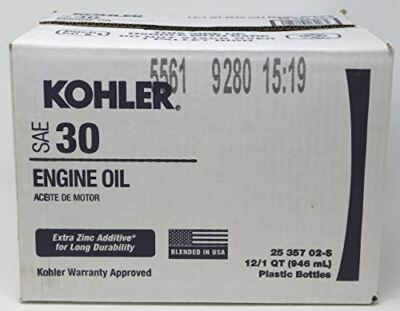 5561 9280 15:19
KOHLER®
SAE 30
ENGINE OIL
ACEITE DE MOTOR
Extra Zinc Additive*
for Long Durability
BLENDED IN USA
Kohler Warranty Approved
25 357 02-S
12/1 QT (946 mL)
Plastic Bottles